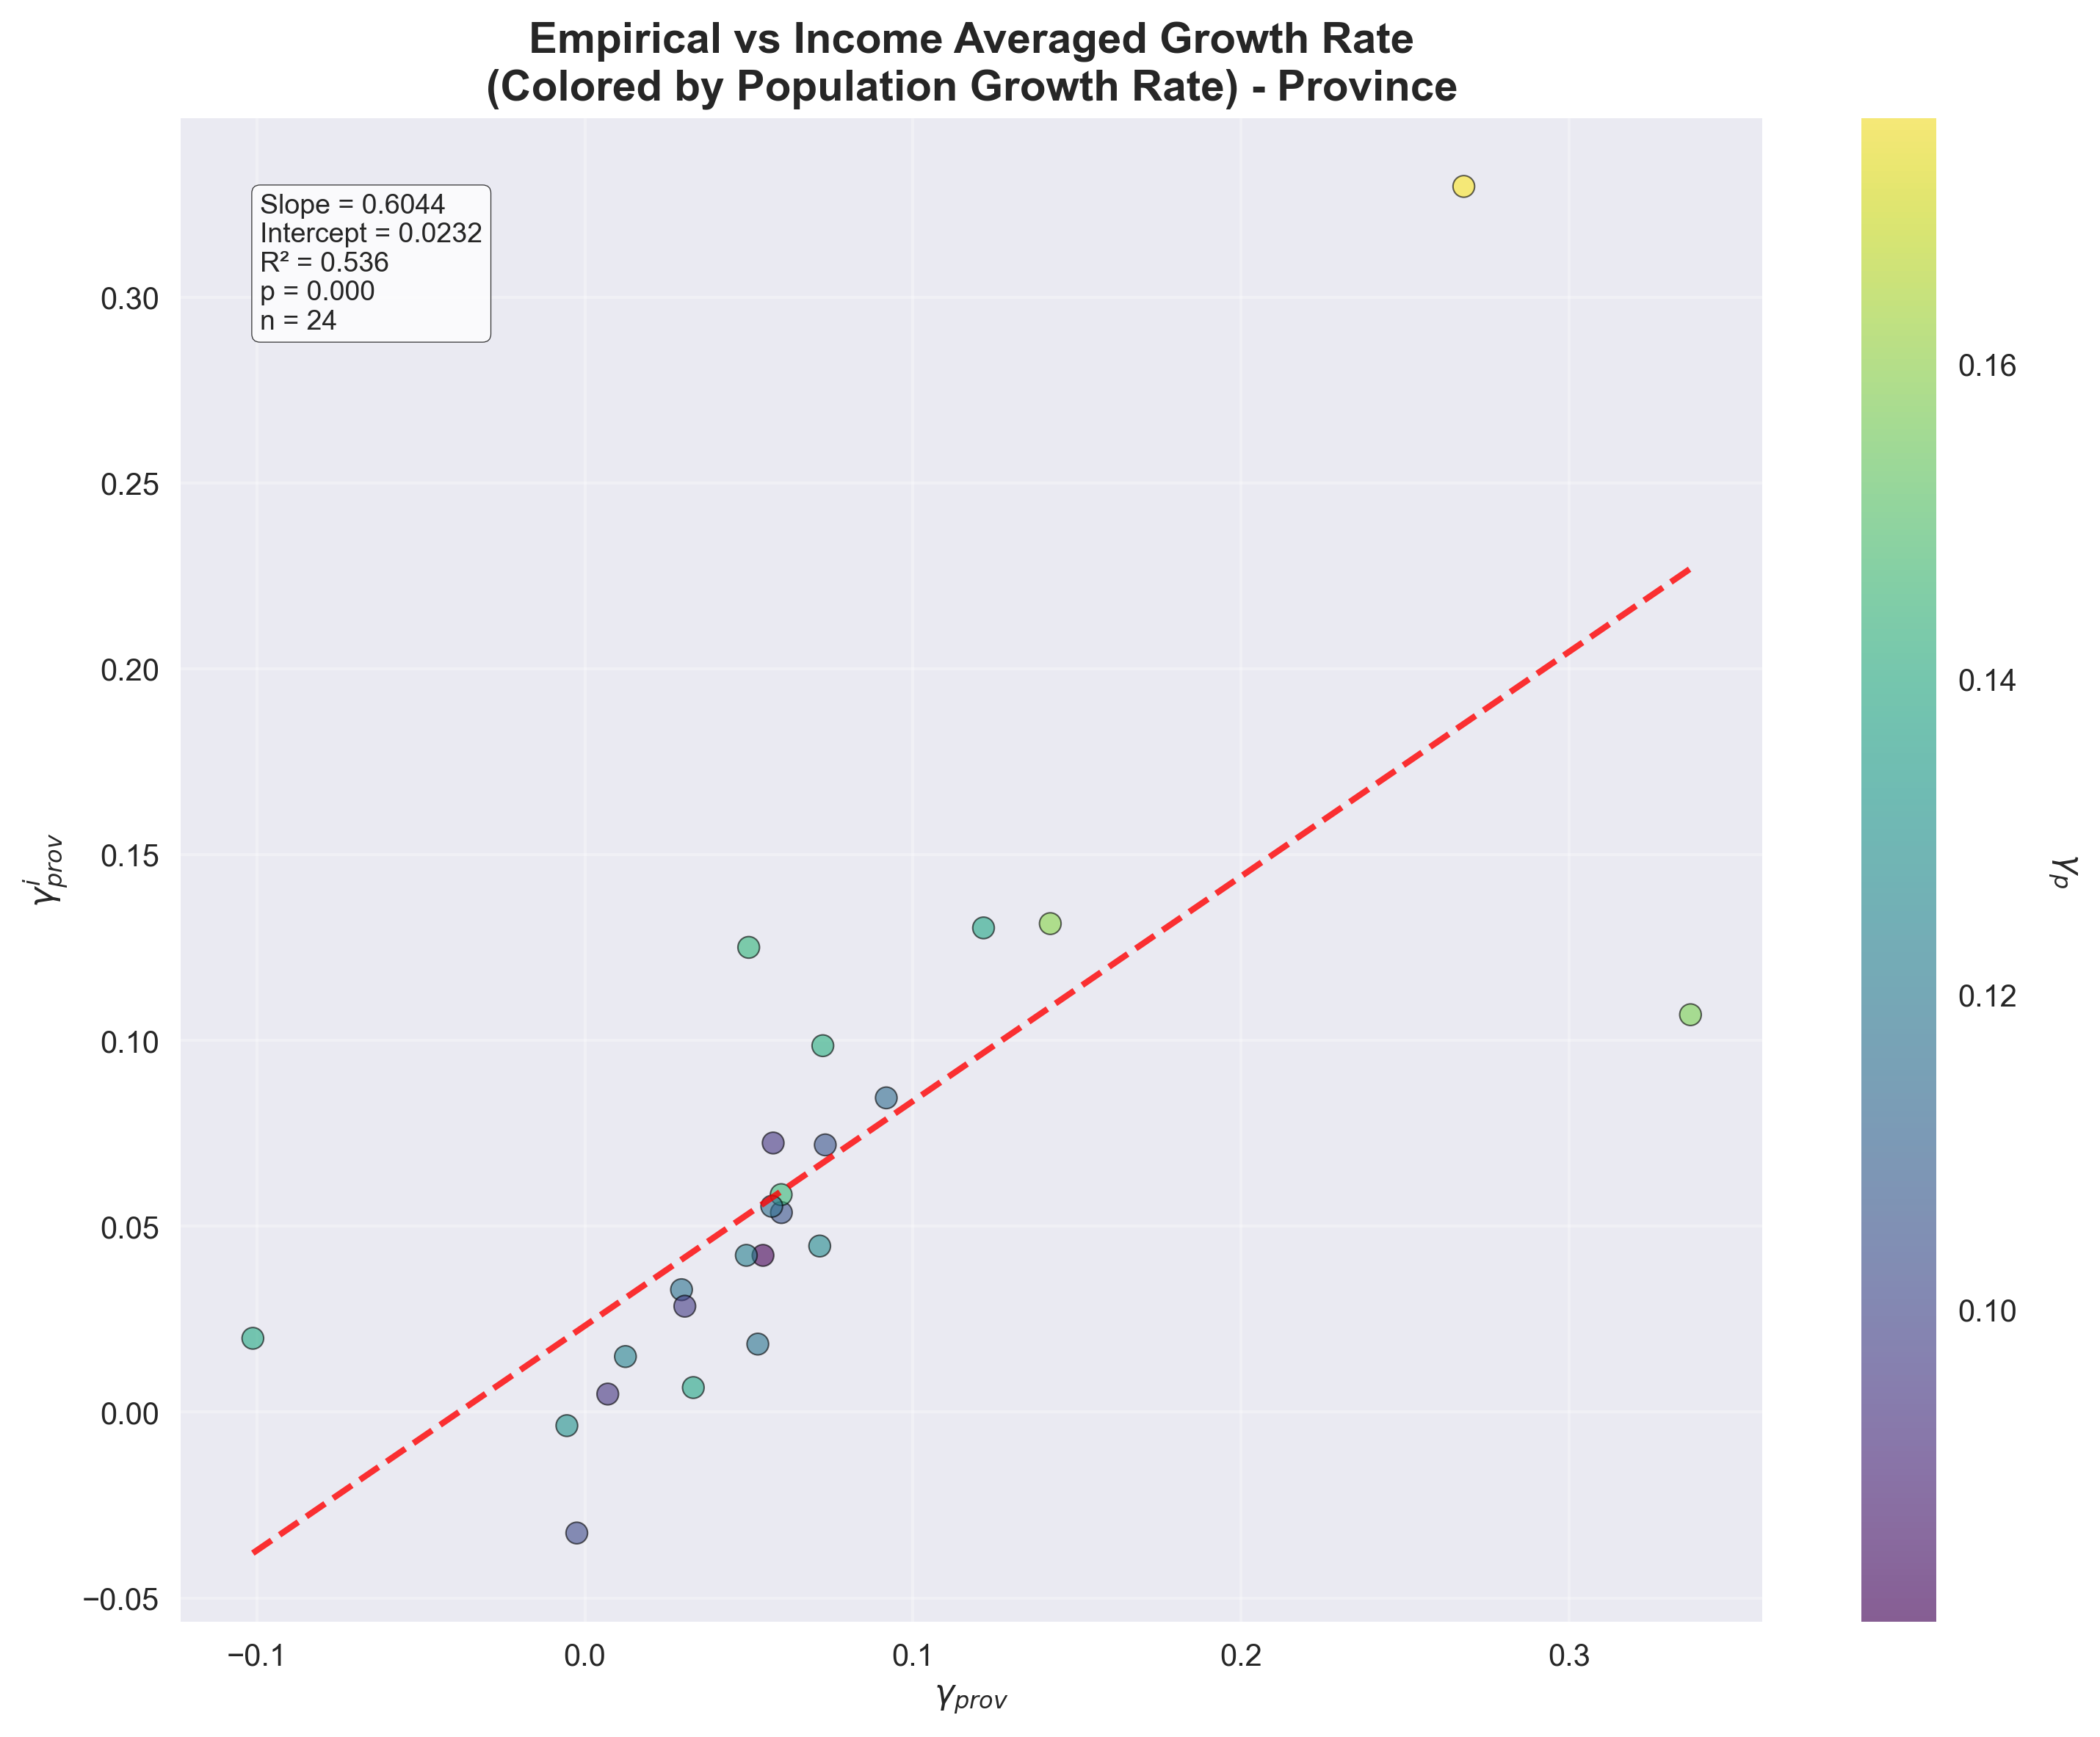 Empirical vs Income Averaged Growth Rate
(Colored by Population Growth Rate) - Province
Slope = 0.6044
Intercept = 0.0232
R² = 0.536
p = 0.000
n = 24
0.30
0.25
0.20
0.15
0.10
0.05
0.00
−0.05
γ^i_prov
−0.1
0.0
0.1
0.2
0.3
γ_prov
0.16
0.14
0.12
0.10
γ_p